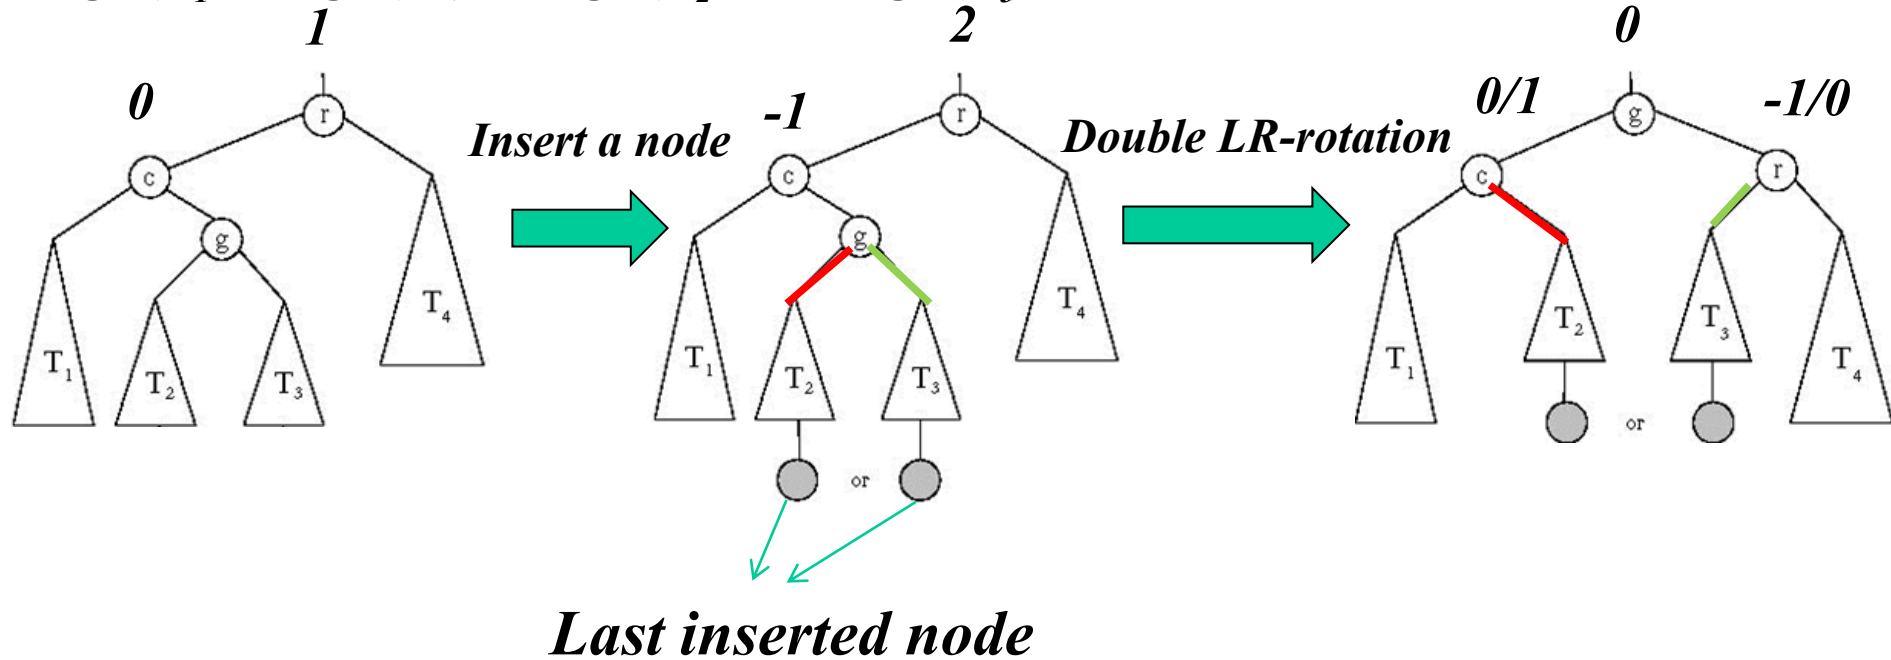 1
2
0
0
-1
0/1
-1/0
Insert a node
Double LR-rotation
r
r
g
c
c
c
r
g
g
T4
T4
T1
T2
T3
T1
T2
T3
T1
T2
T3
T4
or
or
Last inserted node